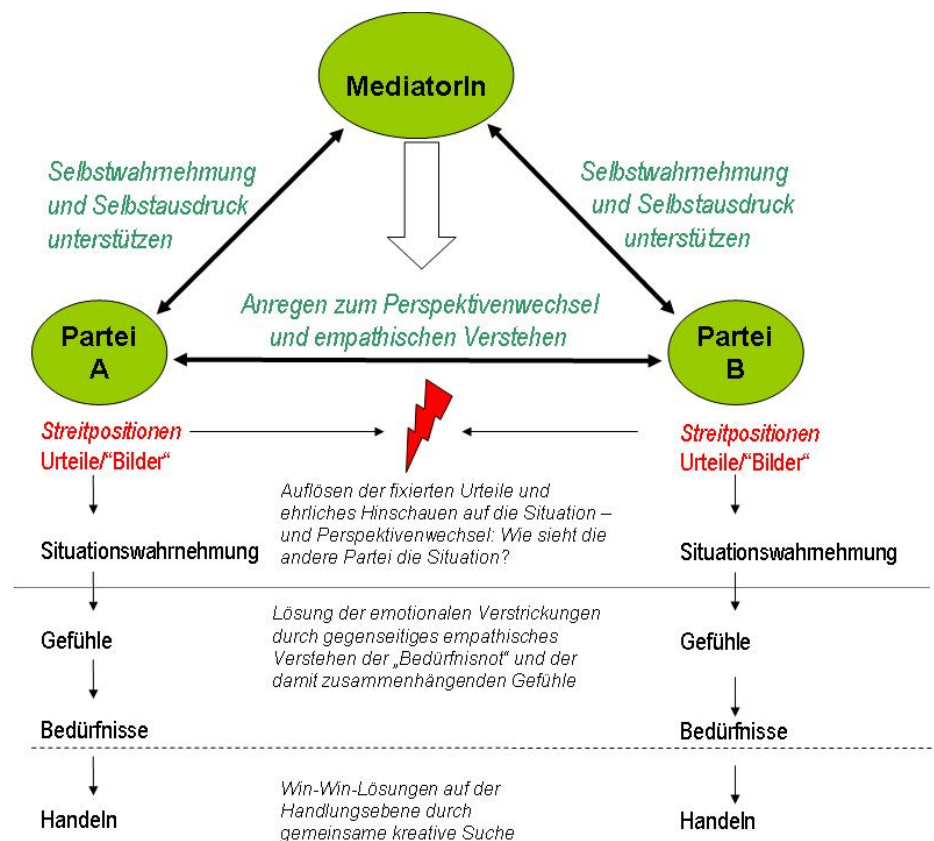 MediatorIn
Selbstwahrnehmung
und Selbstausdruck
unterstützen
Selbstwahrnehmung
und Selbstausdruck
unterstützen
Anregen zum Perspektivenwechsel
und empathischen Verstehen
Partei
A
Partei
B
Streitpositionen
Urteile/"Bilder“
Streitpositionen
Urteile/"Bilder“
Auflösen der fixierten Urteile und
ehrliches Hinschauen auf die Situation –
und Perspektivenwechsel: Wie sieht die
andere Partei die Situation?
Situationswahrnehmung
Situationswahrnehmung
Lösung der emotionalen Verstrickungen
durch gegenseitiges empathisches
Verstehen der „Bedürfnisnot“ und der
damit zusammenhängenden Gefühle
Gefühle
Gefühle
Bedürfnisse
Bedürfnisse
Win-Win-Lösungen auf der
Handlungsebene durch
gemeinsame kreative Suche
Handeln
Handeln